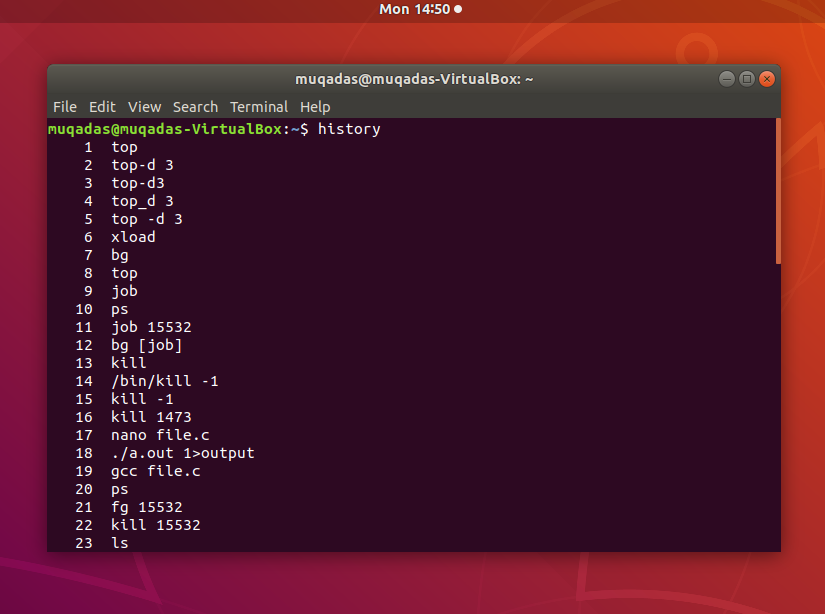 Mon 14:50
muqadas@muqadas-VirtualBox: ~
File Edit View Search Terminal Help
muqadas@muqadas-VirtualBox:~$ history
1 top
2 top-d 3
3 top-d3
4 top_d 3
5 top -d 3
6 xload
7 bg
8 top
9 job
10 ps
11 job 15532
12 bg [job]
13 kill
14 /bin/kill -1
15 kill -1
16 kill 1473
17 nano file.c
18 ./a.out 1>output
19 gcc file.c
20 ps
21 fg 15532
22 kill 15532
23 ls